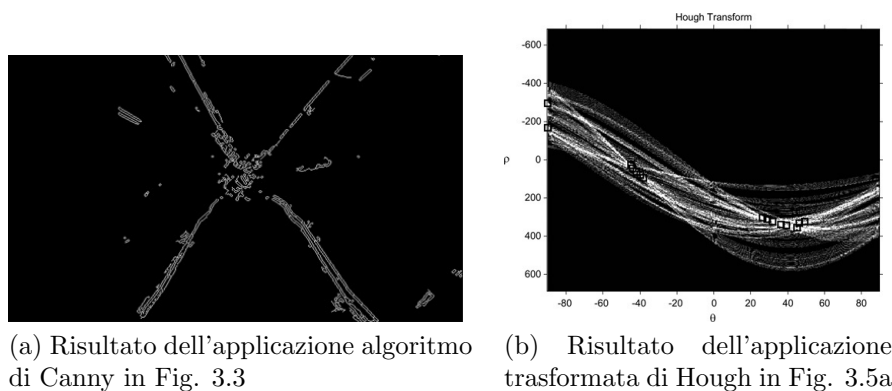 Hough Transform
-600
-400
-200
0
200
400
600
ρ
-80 -60 -40 -20 0 20 40 60 80
θ
(a) Risultato dell'applicazione algoritmo
di Canny in Fig. 3.3
(b) Risultato dell'applicazione
trasformata di Hough in Fig. 3.5a